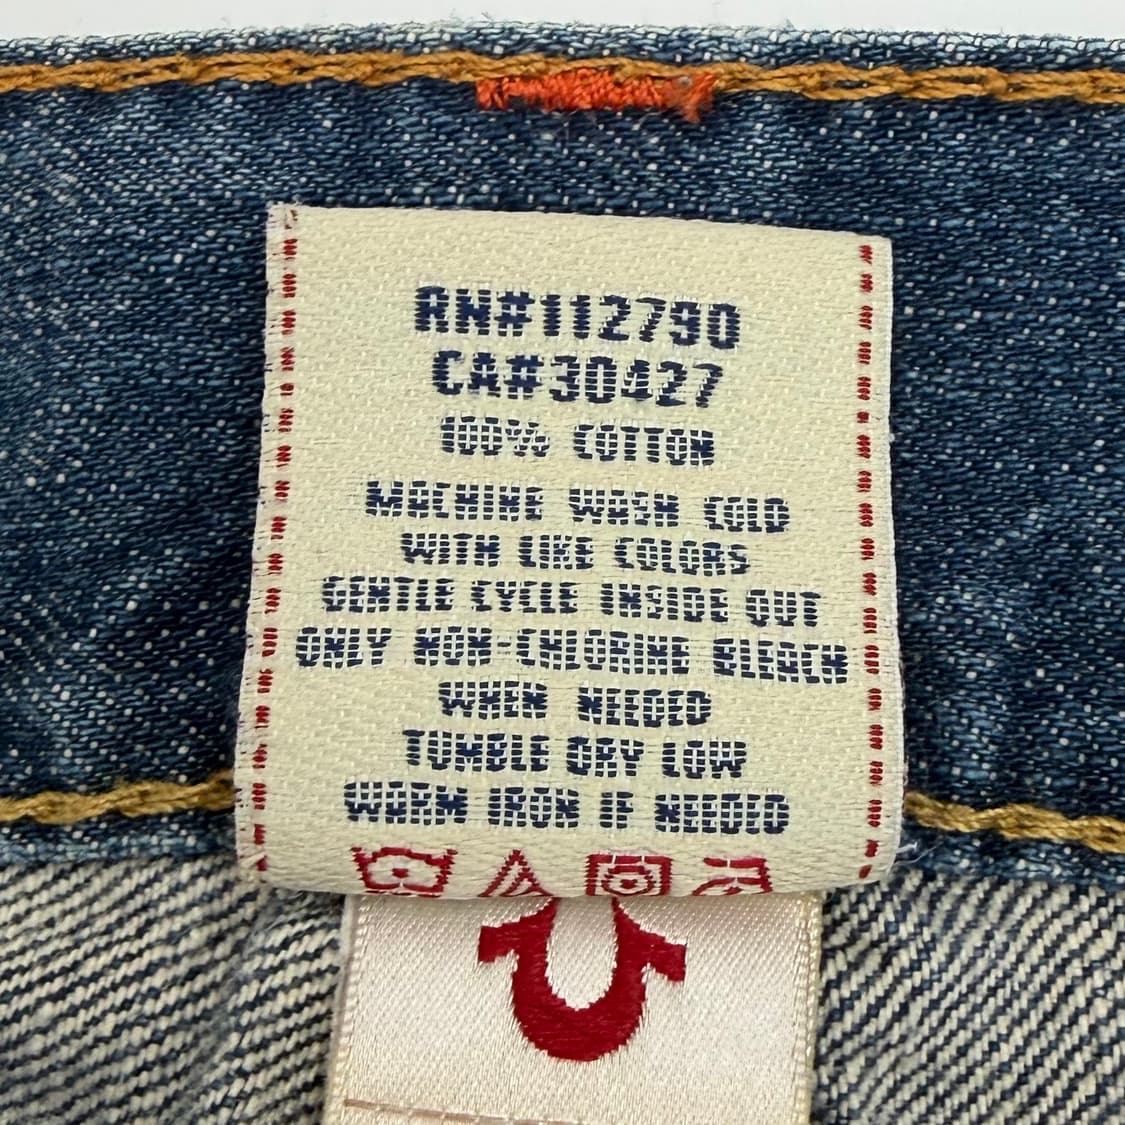 RN#112790
CA#30427
100% COTTON
MACHINE WASH COLD
WITH LIKE COLORS
GENTLE CYCLE INSIDE OUT
ONLY NON-CHLORINE BLEACH
WHEN NEEDED
TUMBLE DRY LOW
WARM IRON IF NEEDED